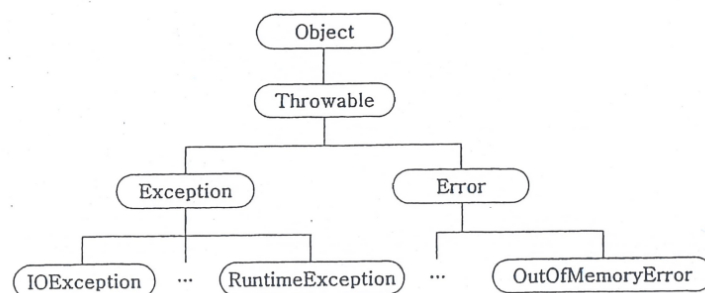 Object
Throwable
Exception Error
IOException ... RuntimeException ... OutOfMemoryError